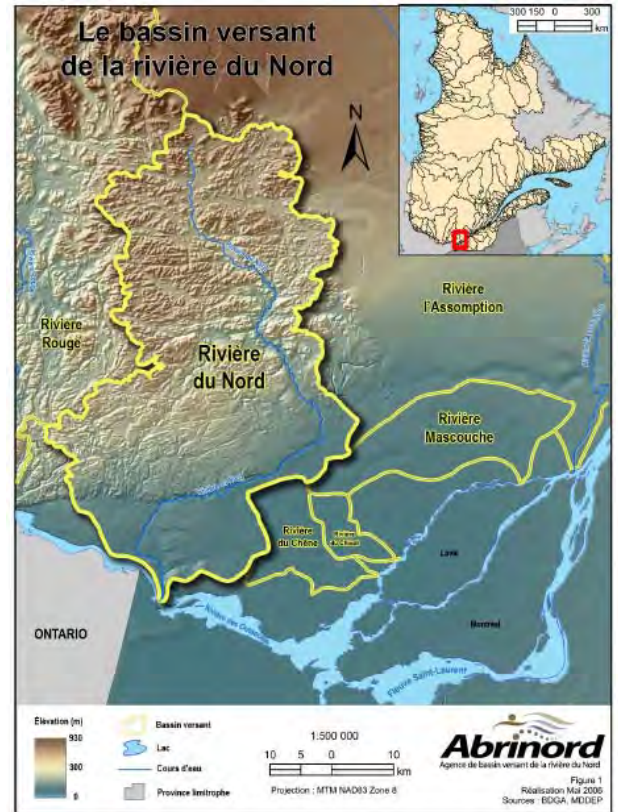 Le bassin versant
de la rivière du Nord
300 150 0 300
km
N
Rivière
l'Assomption
Rivière
Rouge
Rivière
du Nord
Rivière
Mascouche
Rivière
du Chêne
Rivière
Laval
Montréal
ONTARIO
Fleuve Saint-Laurent
Élévation (m)
930
300
0
Bassin versant
Lac
Cours d'eau
Province limitrophe
1:500 000
10 5 0 10
km
Projection : MTM NAD83 Zone 8
Abrinord
Agence de bassin versant de la rivière du Nord
Figure 1
Réalisation Mai 2006
Sources : BDGA, MDDEP